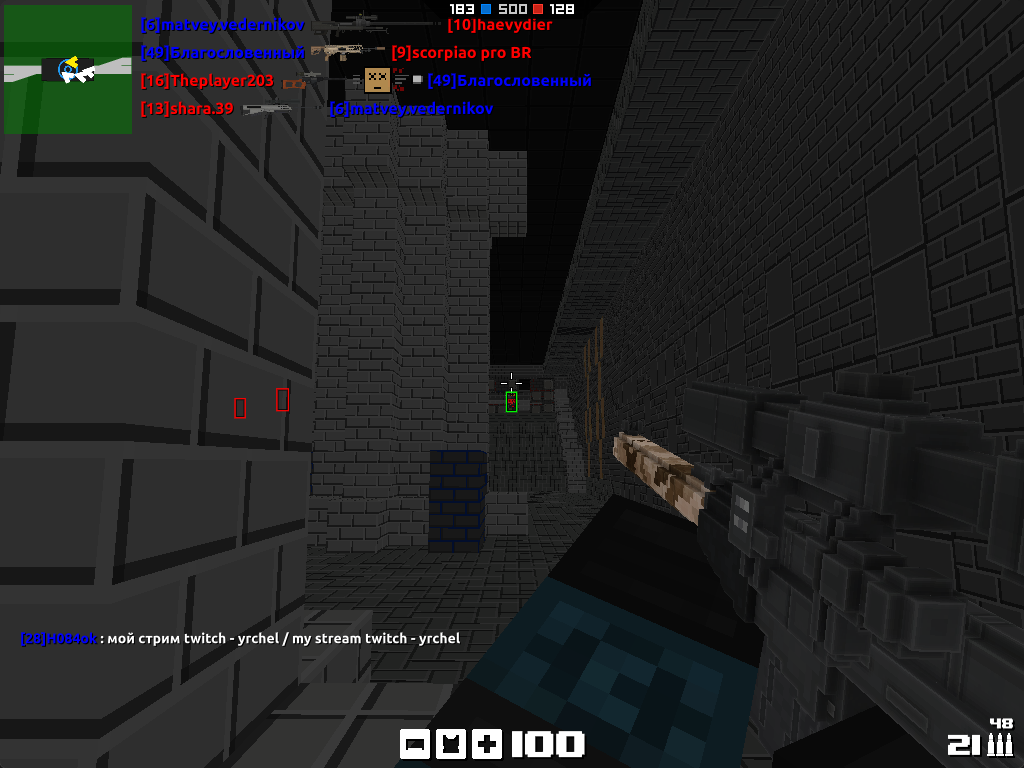 183 500 128
[6]matvey.vedernikov [10]haevydier
[49]Благословенный [9]scorpiao pro BR
[16]Theplayer203 [49]Благословенный
[13]shara.39 [6]matvey.vedernikov
[28]H084ok : мой стрим twitch - yrchel / my stream twitch - yrchel
100
48
21